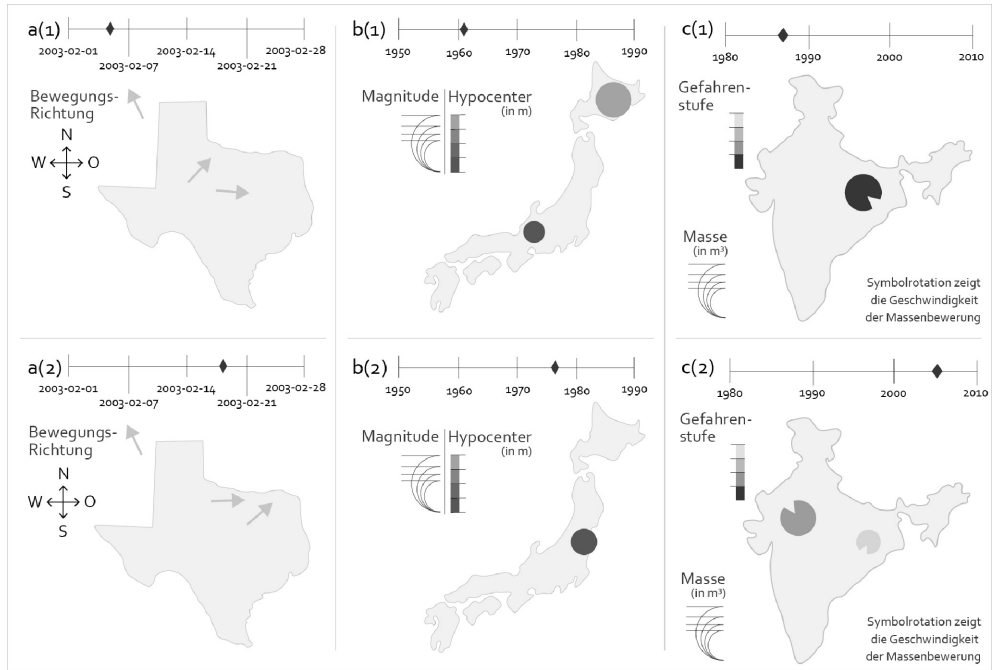 a(1)
2003-02-01 2003-02-14 2003-02-28
2003-02-07 2003-02-21
Bewegungs-
Richtung
N
W O
S
b(1)
1950 1960 1970 1980 1990
Magnitude Hypocenter
(in m)
c(1)
1980 1990 2000 2010
Gefahren-
stufe
Masse
(in m³)
Symbolrotation zeigt
die Geschwindigkeit
der Massenbewerung
a(2)
2003-02-01 2003-02-14 2003-02-28
2003-02-07 2003-02-21
Bewegungs-
Richtung
N
W O
S
b(2)
1950 1960 1970 1980 1990
Magnitude Hypocenter
(in m)
c(2)
1980 1990 2000 2010
Gefahren-
stufe
Masse
(in m³)
Symbolrotation zeigt
die Geschwindigkeit
der Massenbewerung